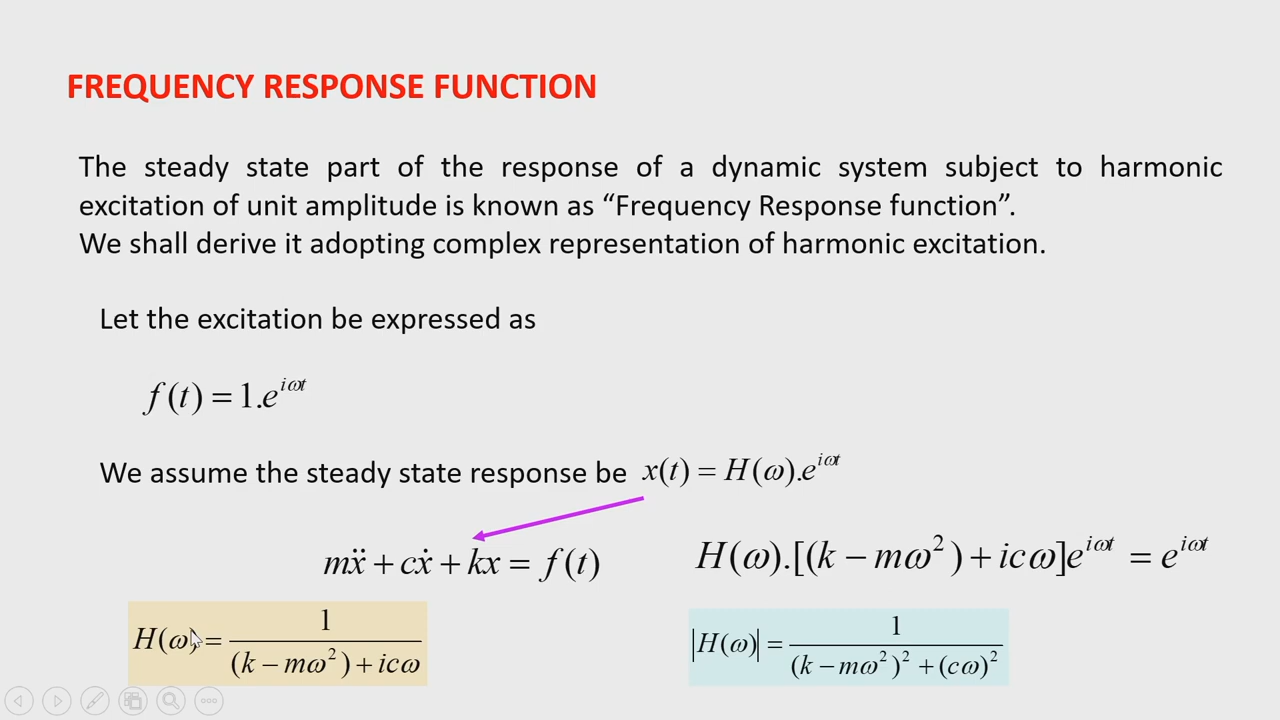 FREQUENCY RESPONSE FUNCTION
The steady state part of the response of a dynamic system subject to harmonic
excitation of unit amplitude is known as “Frequency Response function”.
We shall derive it adopting complex representation of harmonic excitation.
Let the excitation be expressed as
f(t) = 1.e^{iωt}
We assume the steady state response be x(t) = H(ω).e^{iωt}
mẍ + cẋ + kx = f(t)
H(ω).[(k − mω²) + icω]e^{iωt} = e^{iωt}
H(ω) = 1 / ((k − mω²) + icω)
|H(ω)| = 1 / ((k − mω²)² + (cω)²)